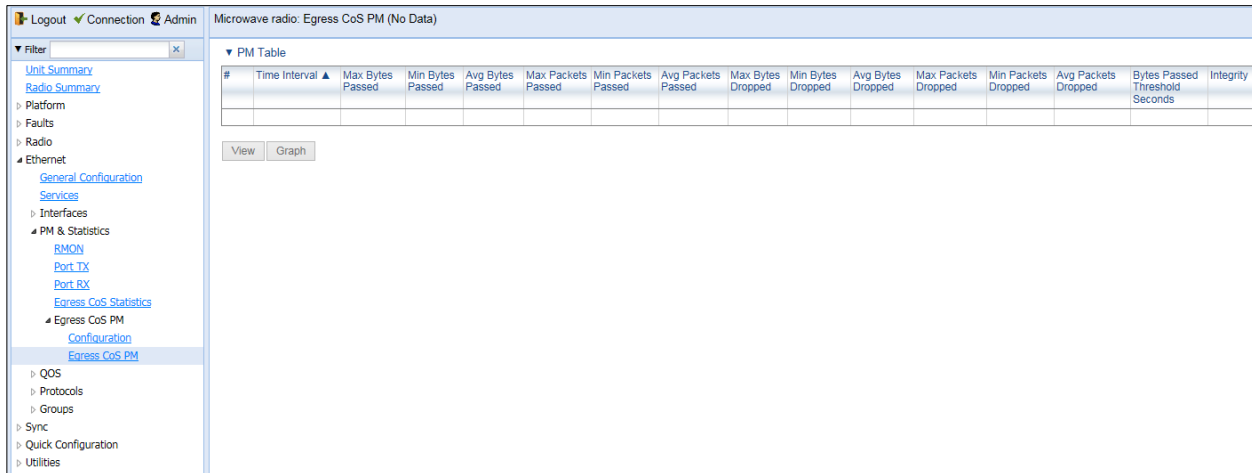 Logout Connection Admin
Microwave radio: Egress CoS PM (No Data)
Filter
Unit Summary
Radio Summary
Platform
Faults
Radio
Ethernet
General Configuration
Services
Interfaces
PM & Statistics
RMON
Port TX
Port RX
Egress CoS Statistics
Egress CoS PM
Configuration
Egress CoS PM
QOS
Protocols
Groups
Sync
Quick Configuration
Utilities
▼ PM Table
# Time Interval ▲ Max Bytes Min Bytes Avg Bytes Max Packets Min Packets Avg Packets Max Bytes Min Bytes Avg Bytes Max Packets Min Packets Avg Packets Bytes Passed Integrity
Passed Passed Passed Passed Passed Passed Dropped Dropped Dropped Dropped Dropped Dropped Threshold
Seconds
View Graph